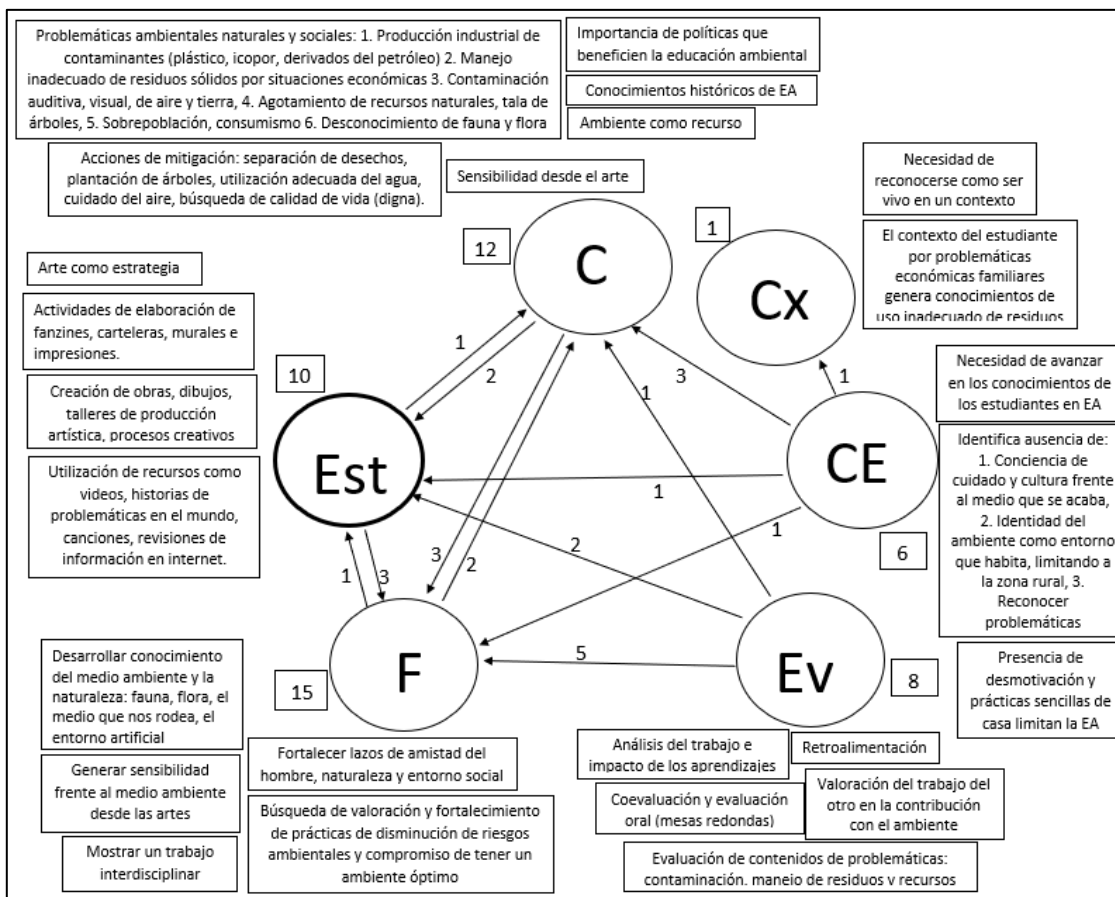 Problemáticas ambientales naturales y sociales: 1. Producción industrial de
contaminantes (plástico, icopor, derivados del petróleo) 2. Manejo
inadecuado de residuos sólidos por situaciones económicas 3. Contaminación
auditiva, visual, de aire y tierra, 4. Agotamiento de recursos naturales, tala de
árboles, 5. Sobrepoblación, consumismo 6. Desconocimiento de fauna y flora
Importancia de políticas que
beneficien la educación ambiental
Conocimientos históricos de EA
Ambiente como recurso
Acciones de mitigación: separación de desechos,
plantación de árboles, utilización adecuada del agua,
cuidado del aire, búsqueda de calidad de vida (digna).
Sensibilidad desde el arte
Necesidad de
reconocerse como ser
vivo en un contexto
El contexto del estudiante
por problemáticas
económicas familiares
genera conocimientos de
uso inadecuado de residuos
12
C
1
Cx
Arte como estrategia
Actividades de elaboración de
fanzines, carteleras, murales e
impresiones.
Creación de obras, dibujos,
talleres de producción
artística, procesos creativos
Utilización de recursos como
videos, historias de
problemáticas en el mundo,
canciones, revisiones de
información en internet.
10
Est
1
2
3
1
1
CE
6
Necesidad de avanzar
en los conocimientos de
los estudiantes en EA
Identifica ausencia de:
1. Conciencia de
cuidado y cultura frente
al medio que se acaba,
2. Identidad del
ambiente como entorno
que habita, limitando a
la zona rural, 3.
Reconocer
problemáticas
Presencia de
desmotivación y
prácticas sencillas de
casa limitan la EA
1
1
2
3
2
1
3
5
15
F
Ev
8
Desarrollar conocimiento
del medio ambiente y la
naturaleza: fauna, flora, el
medio que nos rodea, el
entorno artificial
Generar sensibilidad
frente al medio ambiente
desde las artes
Mostrar un trabajo
interdisciplinar
Fortalecer lazos de amistad del
hombre, naturaleza y entorno social
Búsqueda de valoración y fortalecimiento
de prácticas de disminución de riesgos
ambientales y compromiso de tener un
ambiente óptimo
Análisis del trabajo e
impacto de los aprendizajes
Retroalimentación
Coevaluación y evaluación
oral (mesas redondas)
Valoración del trabajo del
otro en la contribución
con el ambiente
Evaluación de contenidos de problemáticas:
contaminación, manejo de residuos y recursos